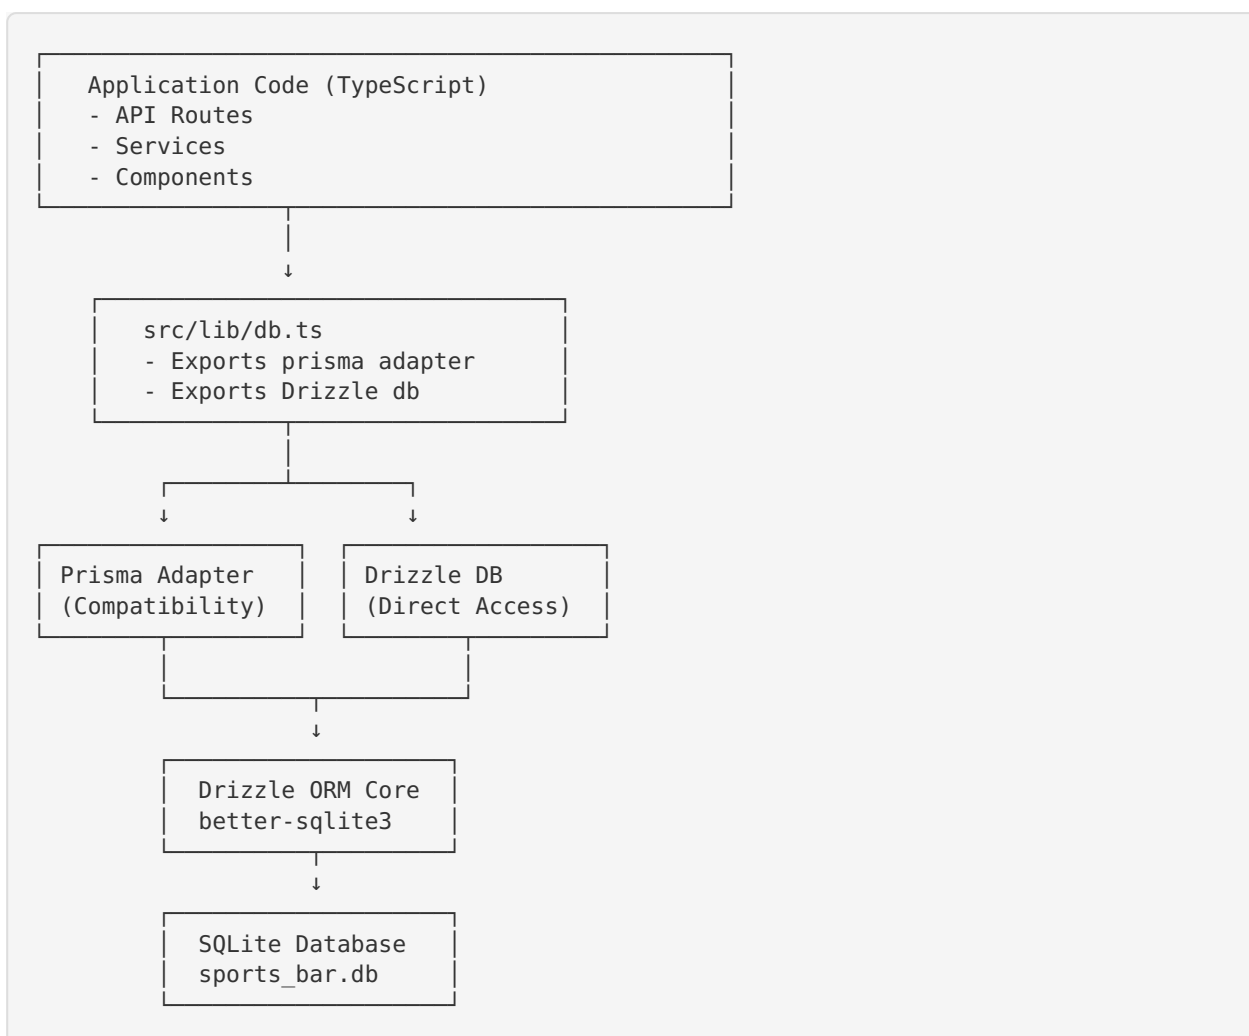 Application Code (TypeScript)
- API Routes
- Services
- Components
↓
src/lib/db.ts
- Exports prisma adapter
- Exports Drizzle db
↓ ↓
Prisma Adapter Drizzle DB
(Compatibility) (Direct Access)
↓
Drizzle ORM Core
better-sqlite3
↓
SQLite Database
sports_bar.db